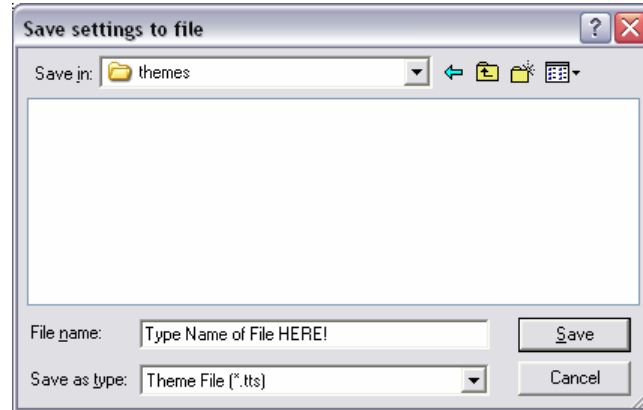 Save settings to file
Save in: themes
File name: Type Name of File HERE!
Save
Save as type: Theme File (*.tts)
Cancel